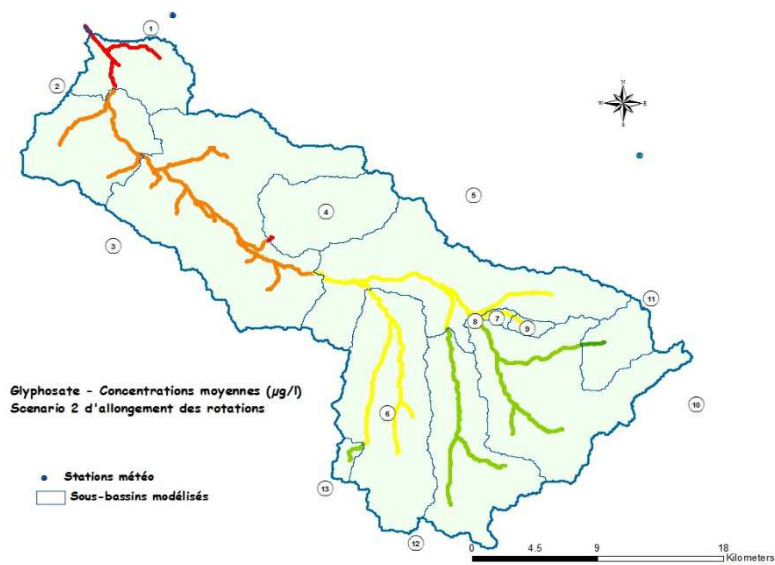 1
N
W
E
S
2
5
4
3
11
7
8
9
Glyphosate - Concentrations moyennes (µg/l)
Scenario 2 d'allongement des rotations
10
6
Stations météo
13
Sous-bassins modélisés
12
0 4.5 9 18
Kilometers